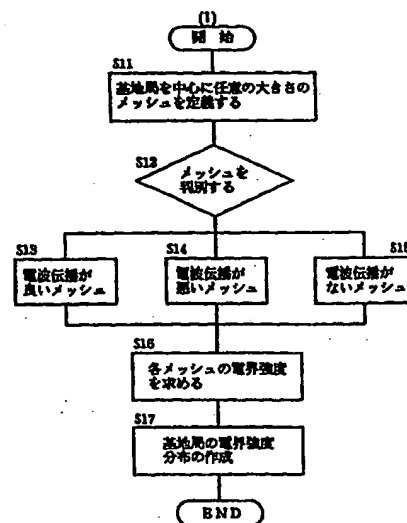 (1)
開 始
S11
基地局を中心に任意の大きさの
メッシュを定義する
S12
メッシュを
判別する
S13
電波伝播が
良いメッシュ
S14
電波伝播が
悪いメッシュ
S15
電波伝播が
ないメッシュ
S16
各メッシュの電界強度
を求める
S17
基地局の電界強度
分布の作成
END